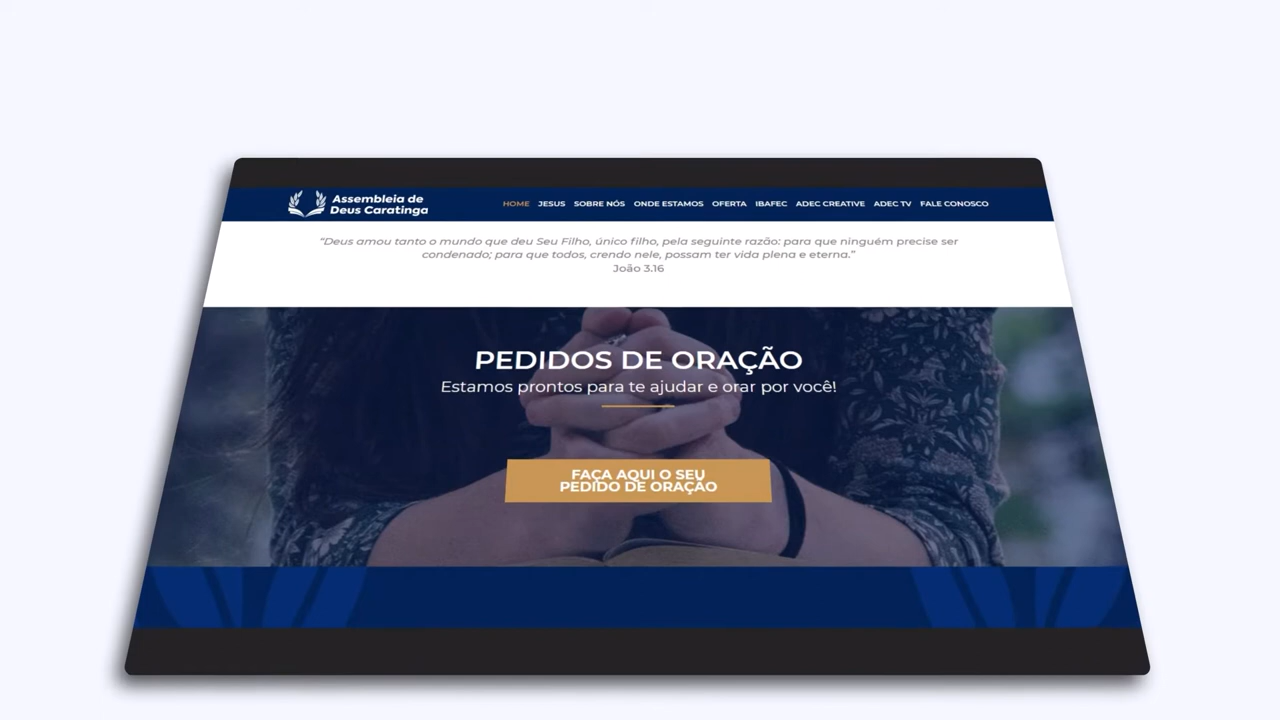 Assembleia de
Deus Caratinga
HOME JESUS SOBRE NÓS ONDE ESTAMOS OFERTA IBAFEC ADEC CREATIVE ADEC TV FALE CONOSCO
“Deus amou tanto o mundo que deu Seu Filho, único filho, pela seguinte razão: para que ninguém precise ser
condenado; para que todos, crendo nele, possam ter vida plena e eterna.”
João 3.16
PEDIDOS DE ORAÇÃO
Estamos prontos para te ajudar e orar por você!
FAÇA AQUI O SEU
PEDIDO DE ORAÇÃO